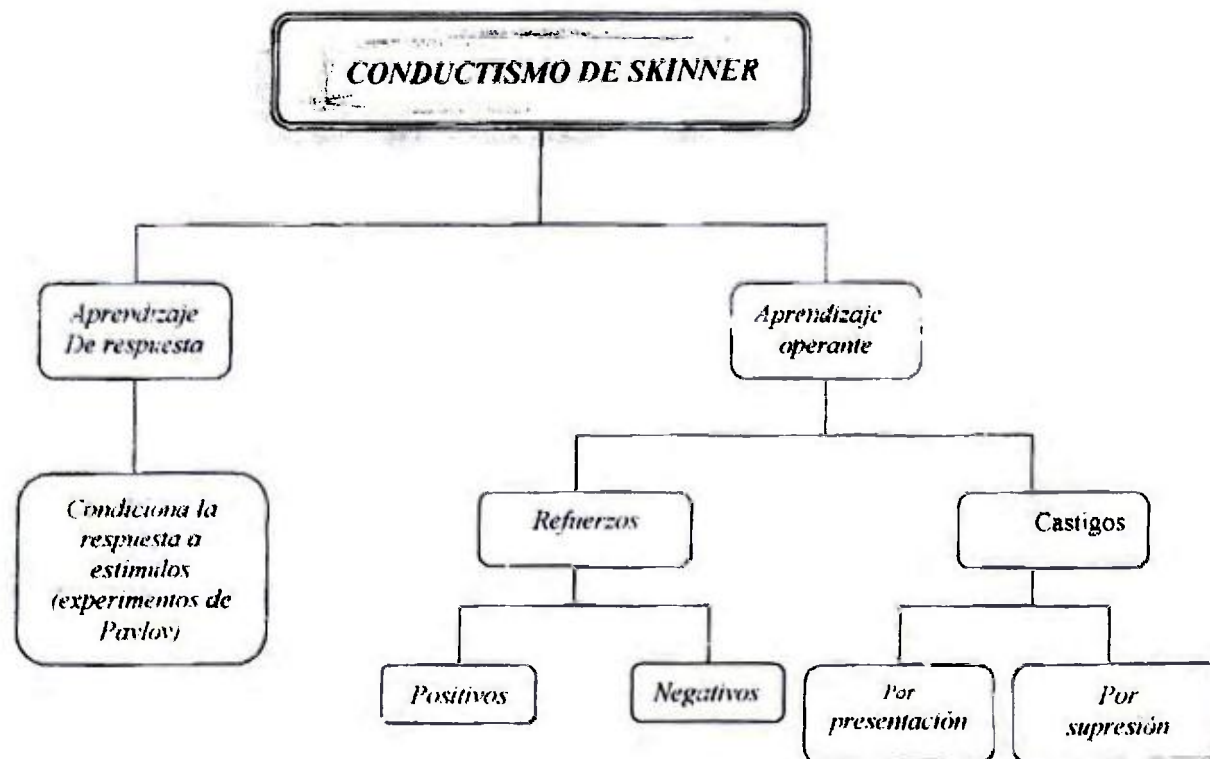 CONDUCTISMO DE SKINNER
Aprendizaje
De respuesta
Aprendizaje
operante
Condiciona la
respuesta a
estimulos
(experimentos de
Pavlov)
Refuerzos
Castigos
Positivos
Negativos
Por
presentación
Por
supresión